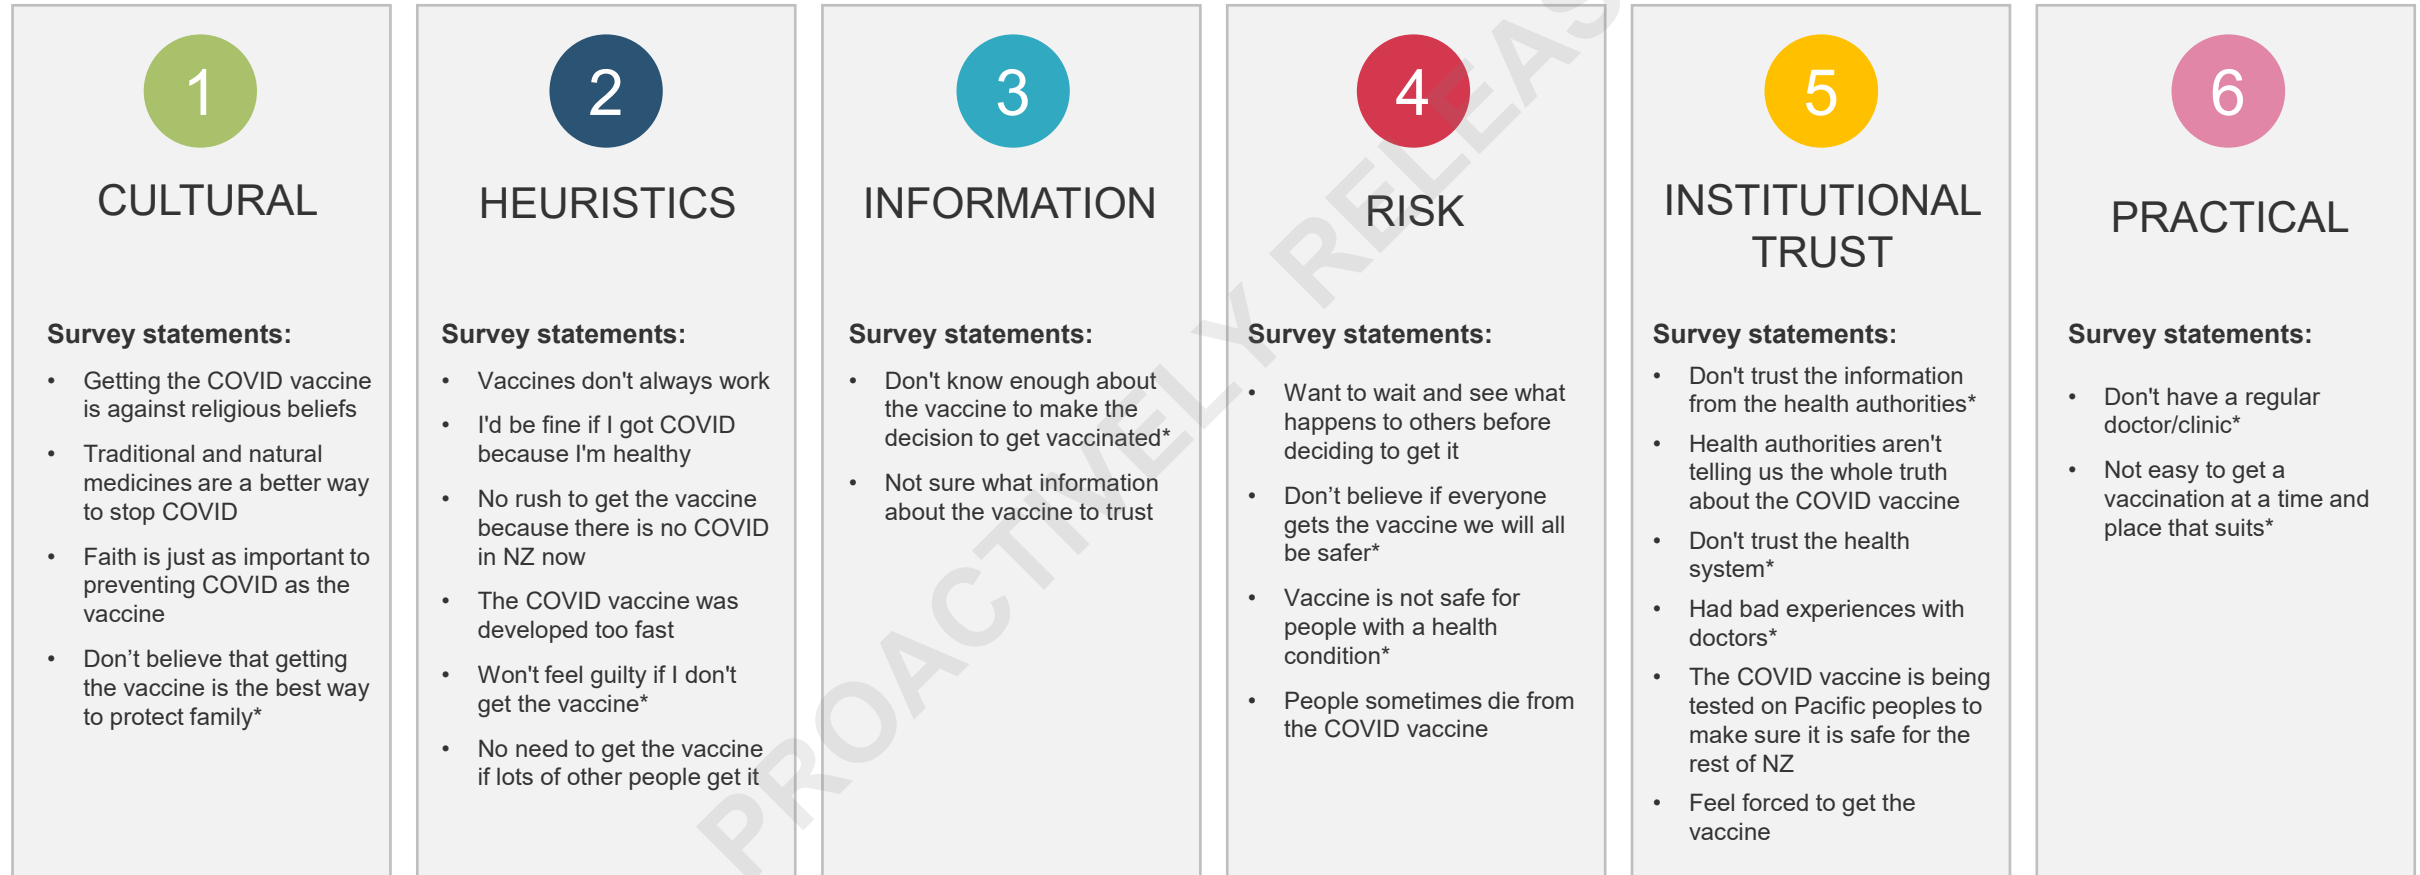 1
CULTURAL
Survey statements:
• Getting the COVID vaccine
is against religious beliefs
• Traditional and natural
medicines are a better way
to stop COVID
• Faith is just as important to
preventing COVID as the
vaccine
• Don’t believe that getting
the vaccine is the best way
to protect family*
2
HEURISTICS
Survey statements:
• Vaccines don't always work
• I'd be fine if I got COVID
because I'm healthy
• No rush to get the vaccine
because there is no COVID
in NZ now
• The COVID vaccine was
developed too fast
• Won't feel guilty if I don't
get the vaccine*
• No need to get the vaccine
if lots of other people get it
3
INFORMATION
Survey statements:
• Don't know enough about
the vaccine to make the
decision to get vaccinated*
• Not sure what information
about the vaccine to trust
4
RISK
Survey statements:
• Want to wait and see what
happens to others before
deciding to get it
• Don’t believe if everyone
gets the vaccine we will all
be safer*
• Vaccine is not safe for
people with a health
condition*
• People sometimes die from
the COVID vaccine
5
INSTITUTIONAL
TRUST
Survey statements:
• Don't trust the information
from the health authorities*
• Health authorities aren't
telling us the whole truth
about the COVID vaccine
• Don't trust the health
system*
• Had bad experiences with
doctors*
• The COVID vaccine is being
tested on Pacific peoples to
make sure it is safe for the
rest of NZ
• Feel forced to get the
vaccine
6
PRACTICAL
Survey statements:
• Don't have a regular
doctor/clinic*
• Not easy to get a
vaccination at a time and
place that suits*
PROACTIVELY RELEAS